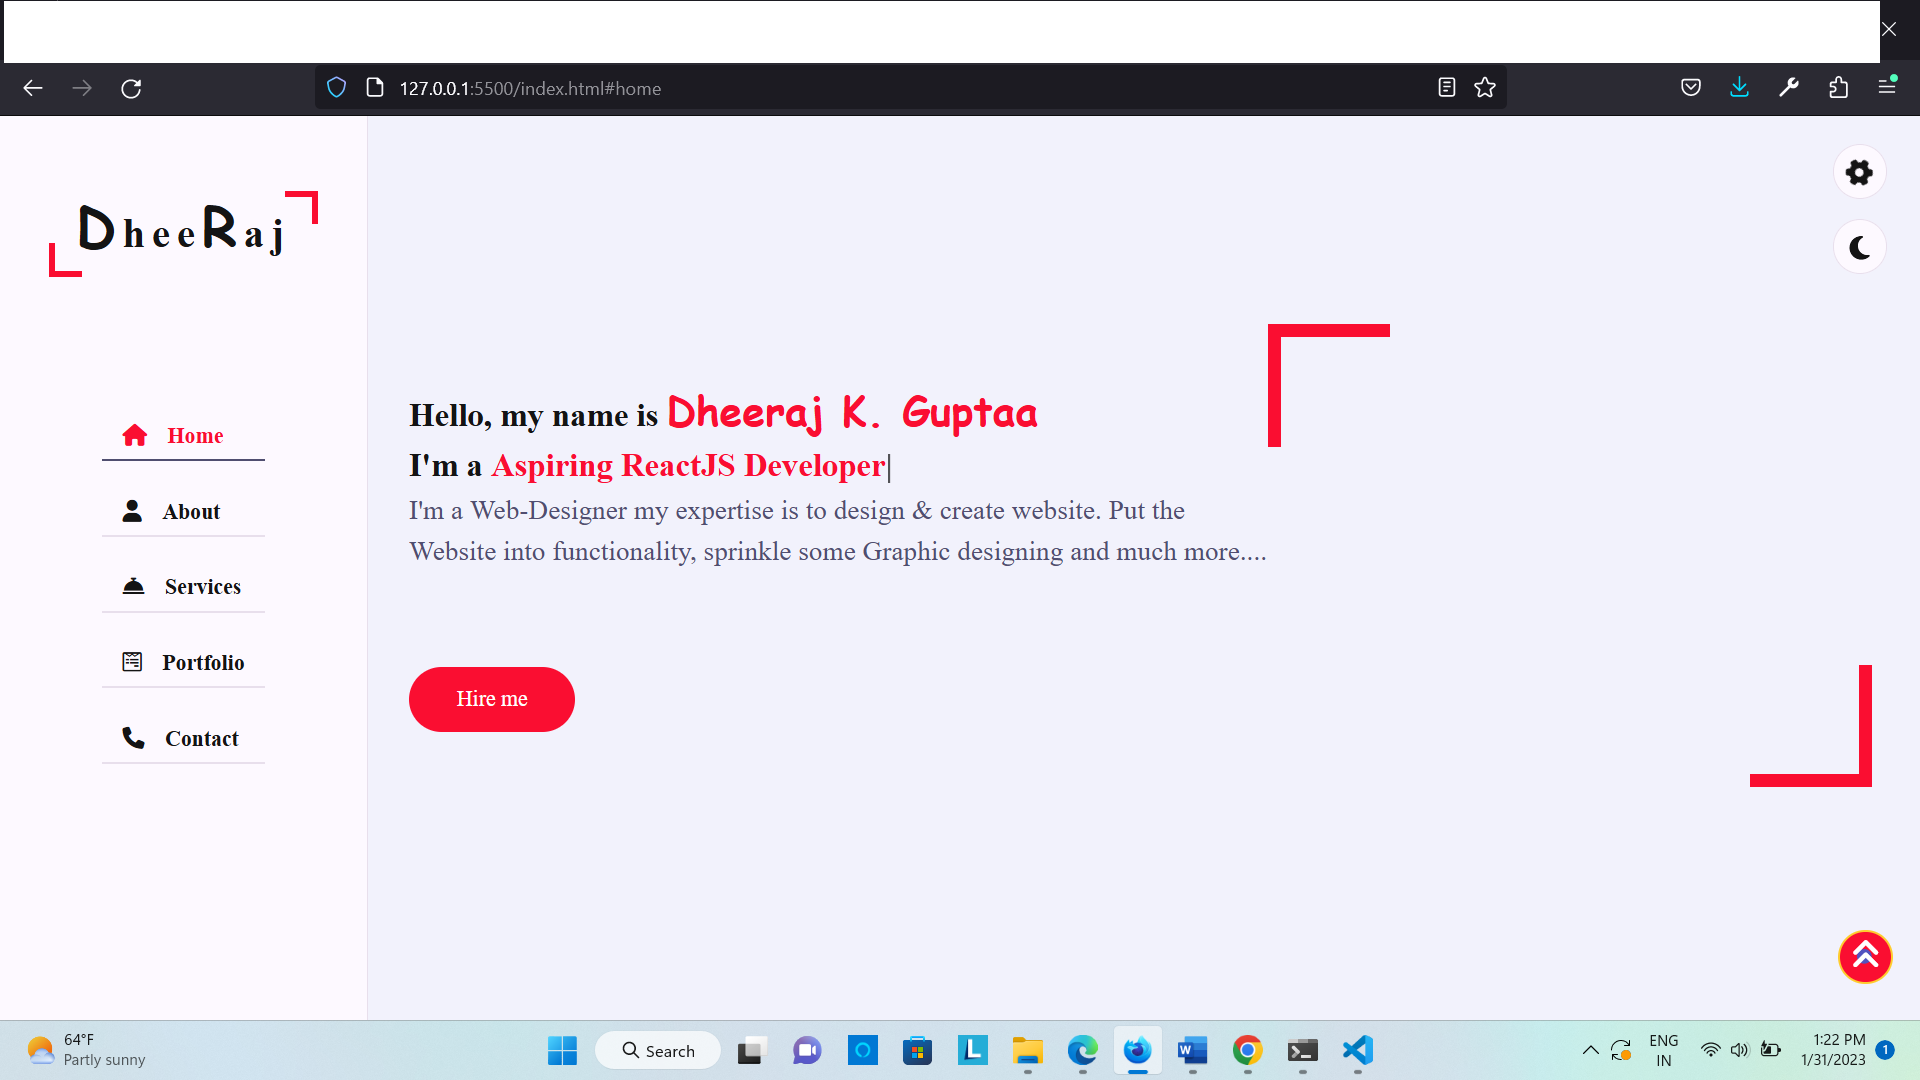 127.0.0.1:5500/index.html#home
DheeRaj
Home
About
Services
Portfolio
Contact
Hello, my name is Dheeraj K. Guptaa
I'm a Aspiring ReactJS Developer|
I'm a Web-Designer my expertise is to design & create website. Put the
Website into functionality, sprinkle some Graphic designing and much more....
Hire me
64°F
Partly sunny
Search
ENG
IN
1:22 PM
1/31/2023
1